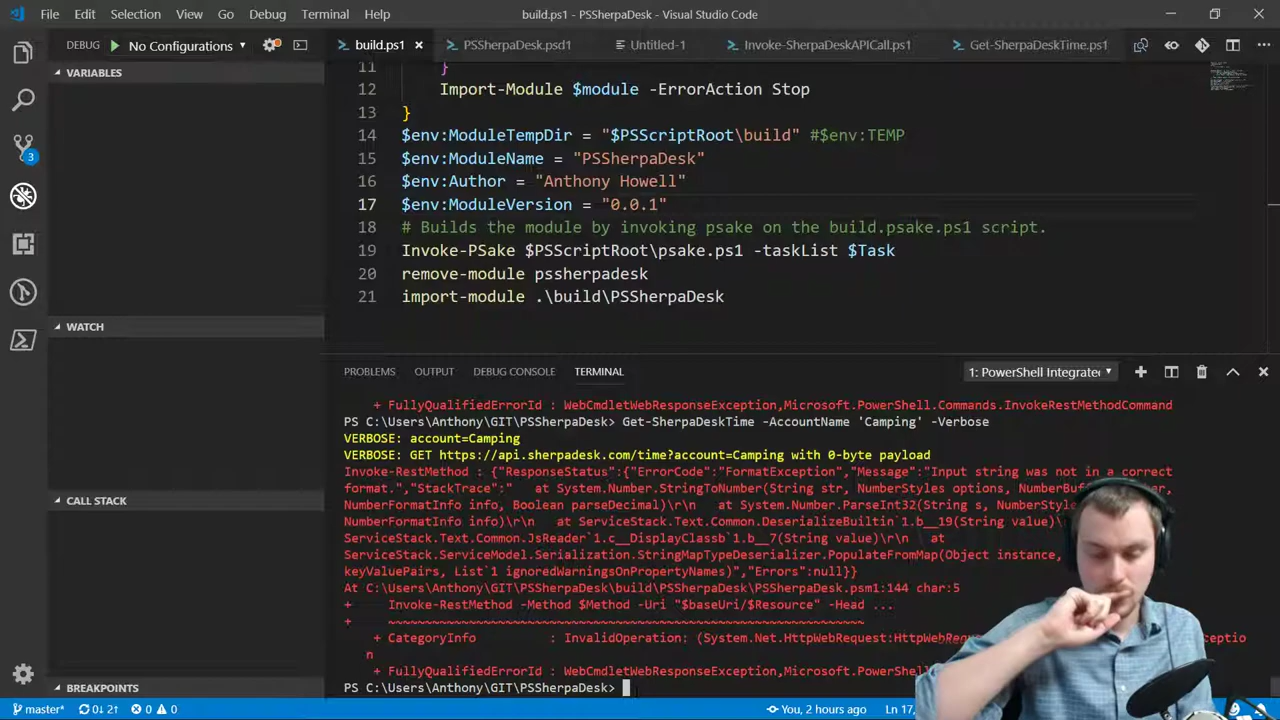 File Edit Selection View Go Debug Terminal Help
build.ps1 - PSSherpaDesk - Visual Studio Code
DEBUG No Configurations
build.ps1 PSSherpaDesk.psd1 Untitled-1 Invoke-SherpaDeskAPICall.ps1 Get-SherpaDeskTime.ps1
VARIABLES
WATCH
CALL STACK
BREAKPOINTS
11 }
12 Import-Module $module -ErrorAction Stop
13 }
14 $env:ModuleTempDir = "$PSScriptRoot\build" #$env:TEMP
15 $env:ModuleName = "PSSherpaDesk"
16 $env:Author = "Anthony Howell"
17 $env:ModuleVersion = "0.0.1"
18 # Builds the module by invoking psake on the build.psake.ps1 script.
19 Invoke-PSake $PSScriptRoot\psake.ps1 -taskList $Task
20 remove-module pssherpadesk
21 import-module .\build\PSSherpaDesk
PROBLEMS OUTPUT DEBUG CONSOLE TERMINAL 1: PowerShell Integrate
+ FullyQualifiedErrorId : WebCmdletWebResponseException,Microsoft.PowerShell.Commands.InvokeRestMethodCommand
PS C:\Users\Anthony\GIT\PSSherpaDesk> Get-SherpaDeskTime -AccountName 'Camping' -Verbose
VERBOSE: account=Camping
VERBOSE: GET https://api.sherpadesk.com/time?account=Camping with 0-byte payload
Invoke-RestMethod : {"ResponseStatus":{"ErrorCode":"FormatException","Message":"Input string was not in a correct
format.","StackTrace":" at System.Number.StringToNumber(String str, NumberStyles options, NumberBuf er,
NumberFormatInfo info, Boolean parseDecimal)\r\n at System.Number.ParseInt32(String s, NumberSty
NumberFormatInfo info)\r\n at ServiceStack.Text.Common.DeserializeBuiltin`1.b__19(String value)\
ServiceStack.Text.Common.JsReader`1.c__DisplayClassb`1.b__7(String value)\r\n at
ServiceStack.ServiceModel.Serialization.StringMapTypeDeserializer.PopulateFromMap(Object instance,
keyValuePairs, List`1 ignoredWarningsOnPropertyNames)","Errors":null}}
At C:\Users\Anthony\GIT\PSSherpaDesk\build\PSSherpaDesk\PSSherpaDesk.psm1:144 char:5
+ Invoke-RestMethod -Method $Method -Uri "$baseUri/$Resource" -Head ...
+ ~~~~~~~~~~~~~~~~~~~~~~~~~~~~~~~~~~~~~~~~~~~~~~~~~~~~~~~~~~~~~~~~~
+ CategoryInfo : InvalidOperation: (System.Net.HttpWebRequest:HttpWebRequ eptio
n
+ FullyQualifiedErrorId : WebCmdletWebResponseException,Microsoft.PowerShell
PS C:\Users\Anthony\GIT\PSSherpaDesk>
3
master* 0↓ 2↑ 0 0 You, 2 hours ago Ln 17,